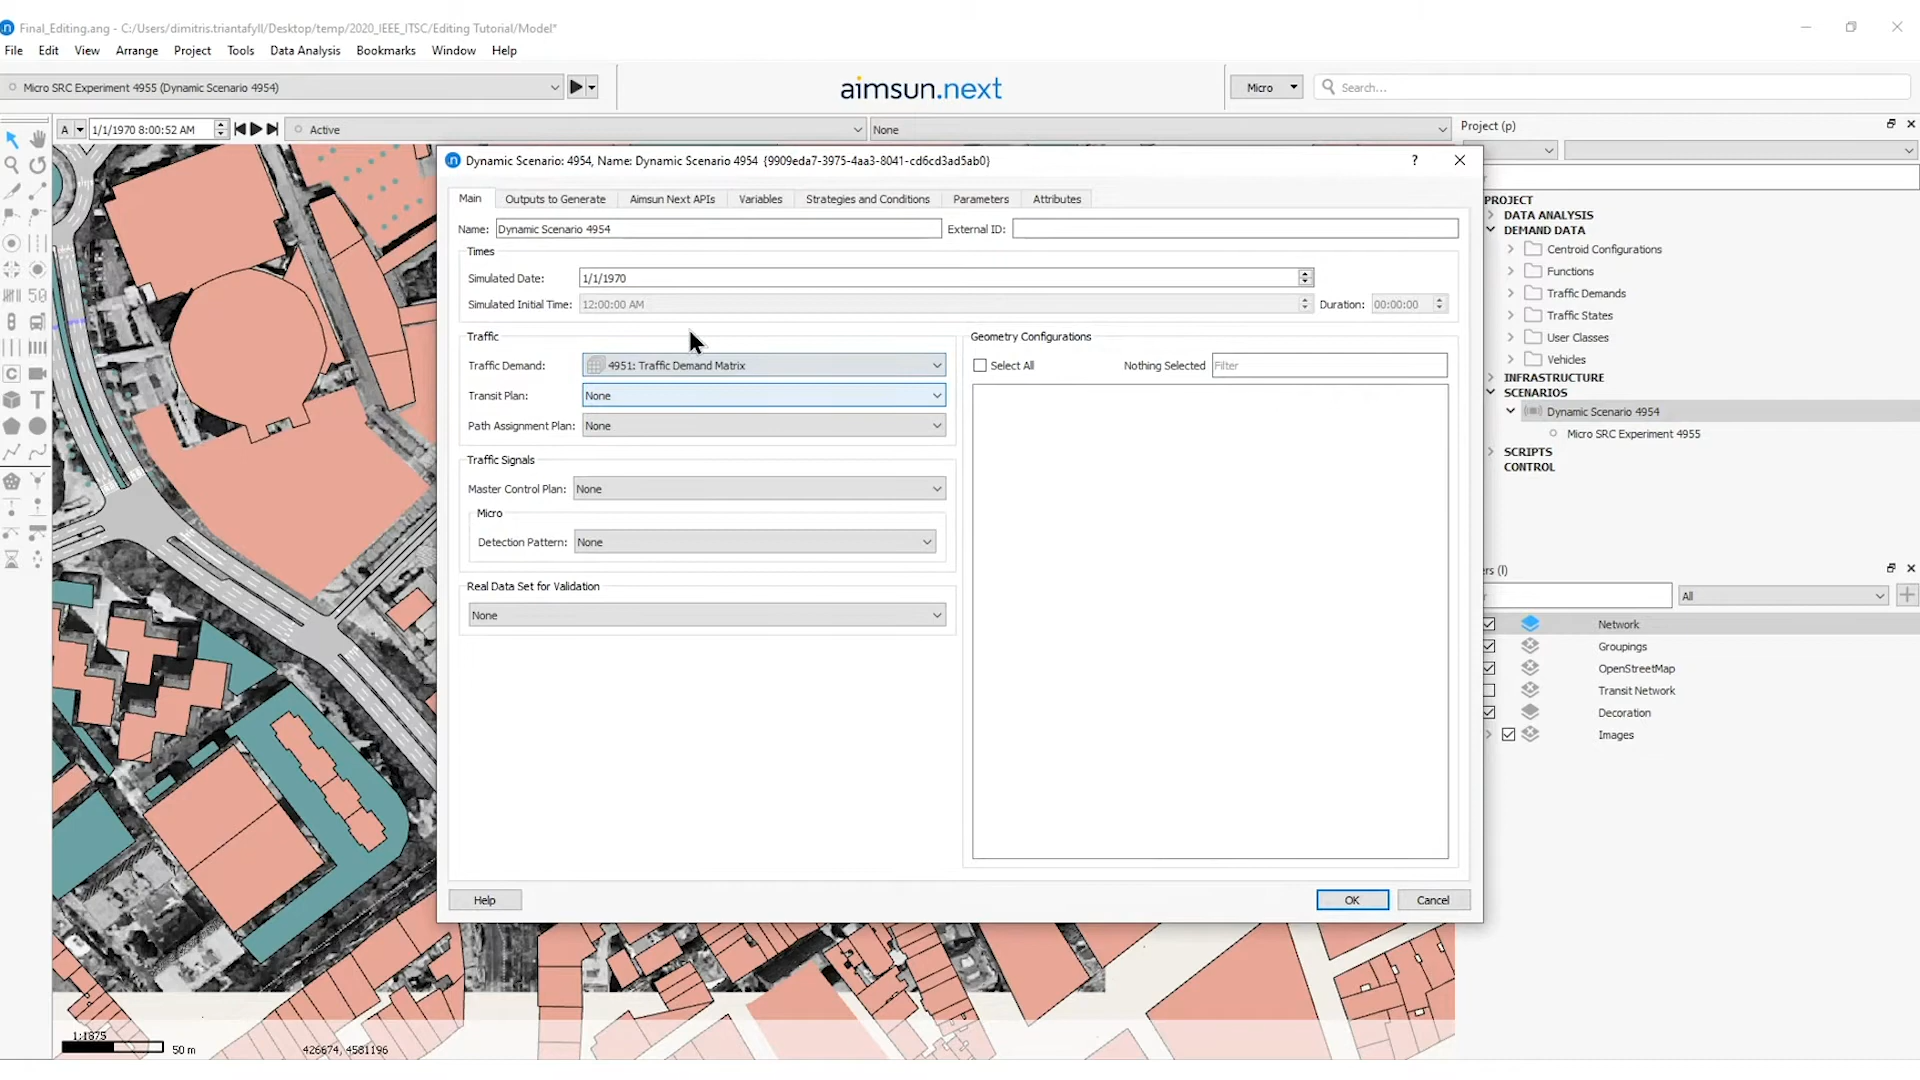 Final_Editing.ang - C:/Users/dimitris.triantafyll/Desktop/temp/2020_IEEE_ITSC/Editing Tutorial/Model*
File Edit View Arrange Project Tools Data Analysis Bookmarks Window Help
Micro SRC Experiment 4955 (Dynamic Scenario 4954)
aimsun.next
Micro
Search...
A
1/1/1970 8:00:52 AM
Active
None
Project (p)
Dynamic Scenario: 4954, Name: Dynamic Scenario 4954 {9909eda7-3975-4aa3-8041-cd6cd3ad5ab0}
?
Main
Outputs to Generate
Aimsun Next APIs
Variables
Strategies and Conditions
Parameters
Attributes
Name: Dynamic Scenario 4954
External ID:
Times
Simulated Date: 1/1/1970
Simulated Initial Time: 12:00:00 AM
Duration: 00:00:00
Traffic
Traffic Demand: 4951: Traffic Demand Matrix
Transit Plan: None
Path Assignment Plan: None
Geometry Configurations
Select All
Nothing Selected
Filter
Traffic Signals
Master Control Plan: None
Micro
Detection Pattern: None
Real Data Set for Validation
None
Help
OK
Cancel
PROJECT
DATA ANALYSIS
DEMAND DATA
Centroid Configurations
Functions
Traffic Demands
Traffic States
User Classes
Vehicles
INFRASTRUCTURE
SCENARIOS
Dynamic Scenario 4954
Micro SRC Experiment 4955
SCRIPTS
CONTROL
ers (l)
All
Network
Groupings
OpenStreetMap
Transit Network
Decoration
Images
50
C
T
1:1875
50 m
426674, 4581196